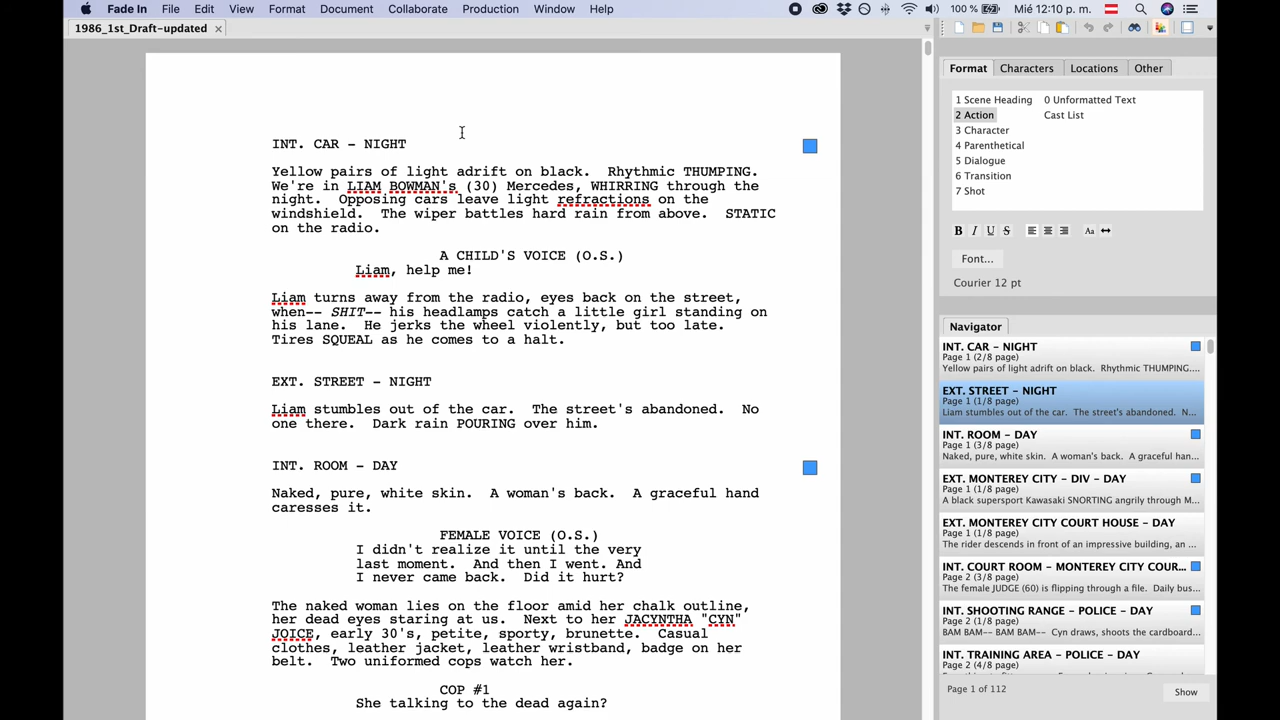 Fade In File Edit View Format Document Collaborate Production Window Help 100 % Mié 12:10 p. m.
1986_1st_Draft-updated
INT. CAR – NIGHT
Yellow pairs of light adrift on black.  Rhythmic THUMPING.
We're in LIAM BOWMAN's (30) Mercedes, WHIRRING through the
night.  Opposing cars leave light refractions on the
windshield.  The wiper battles hard rain from above.  STATIC
on the radio.
A CHILD'S VOICE (O.S.)
Liam, help me!
Liam turns away from the radio, eyes back on the street,
when-- SHIT-- his headlamps catch a little girl standing on
his lane.  He jerks the wheel violently, but too late.
Tires SQUEAL as he comes to a halt.
EXT. STREET – NIGHT
Liam stumbles out of the car.  The street's abandoned.  No
one there.  Dark rain POURING over him.
INT. ROOM – DAY
Naked, pure, white skin.  A woman's back.  A graceful hand
caresses it.
FEMALE VOICE (O.S.)
I didn't realize it until the very
last moment.  And then I went. And
I never came back.  Did it hurt?
The naked woman lies on the floor amid her chalk outline,
her dead eyes staring at us.  Next to her JACYNTHA "CYN"
JOICE, early 30's, petite, sporty, brunette.  Casual
clothes, leather jacket, leather wristband, badge on her
belt.  Two uniformed cops watch her.
COP #1
She talking to the dead again?
Format Characters Locations Other
1 Scene Heading 0 Unformatted Text
2 Action Cast List
3 Character
4 Parenthetical
5 Dialogue
6 Transition
7 Shot
B I U S Aa
Font...
Courier 12 pt
Navigator
INT. CAR – NIGHT
Page 1 (2/8 page)
Yellow pairs of light adrift on black.  Rhythmic THUMPING....
EXT. STREET – NIGHT
Page 1 (1/8 page)
Liam stumbles out of the car.  The street's abandoned.  N...
INT. ROOM – DAY
Page 1 (3/8 page)
Naked, pure, white skin.  A woman's back.  A graceful han...
EXT. MONTEREY CITY – DIV – DAY
Page 1 (1/8 page)
A black supersport Kawasaki SNORTING angrily through M...
EXT. MONTEREY CITY COURT HOUSE – DAY
Page 1 (1/8 page)
The rider descends in front of an impressive building, an ...
INT. COURT ROOM – MONTEREY CITY COUR...
Page 2 (3/8 page)
The female JUDGE (60) is flipping through a file.  Daily bus...
INT. SHOOTING RANGE – POLICE – DAY
Page 2 (1/8 page)
BAM BAM-- BAM BAM--  Cyn draws, shoots the cardboard...
INT. TRAINING AREA – POLICE – DAY
Page 2 (4/8 page)
Page 1 of 112
Show